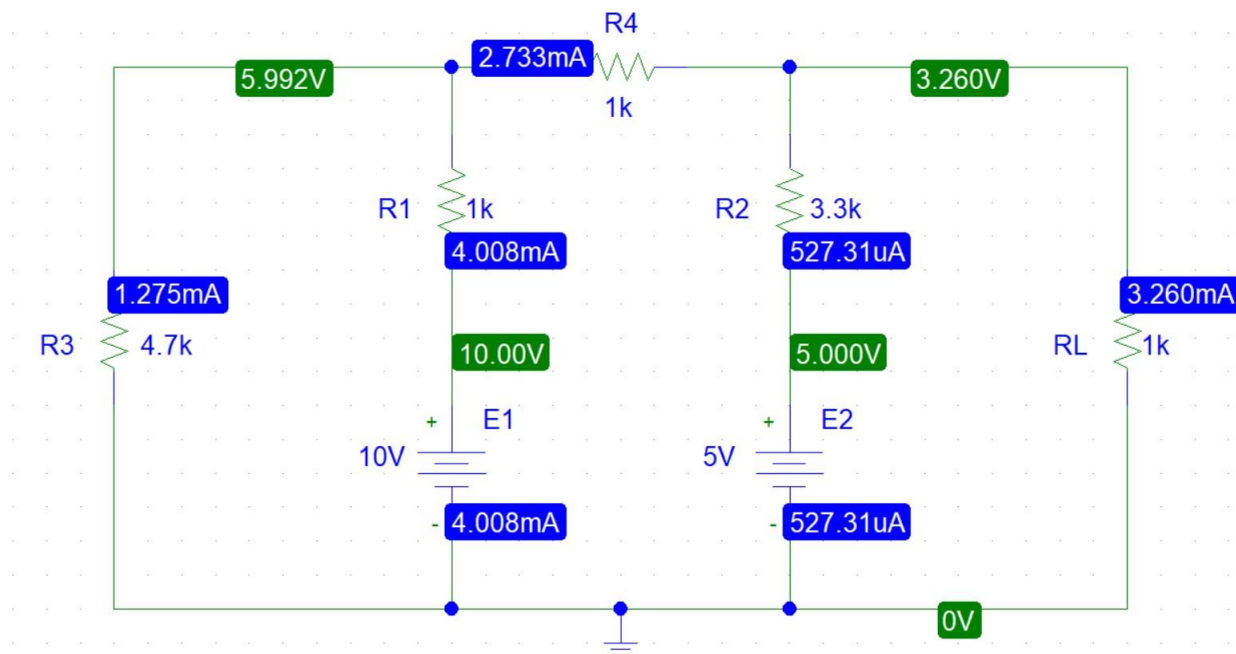 R4
2.733mA
5.992V
3.260V
1k
R1
1k
R2
3.3k
4.008mA
527.31uA
1.275mA
3.260mA
R3
4.7k
10.00V
5.000V
RL
1k
+
E1
+
E2
10V
5V
-
4.008mA
-
527.31uA
0V